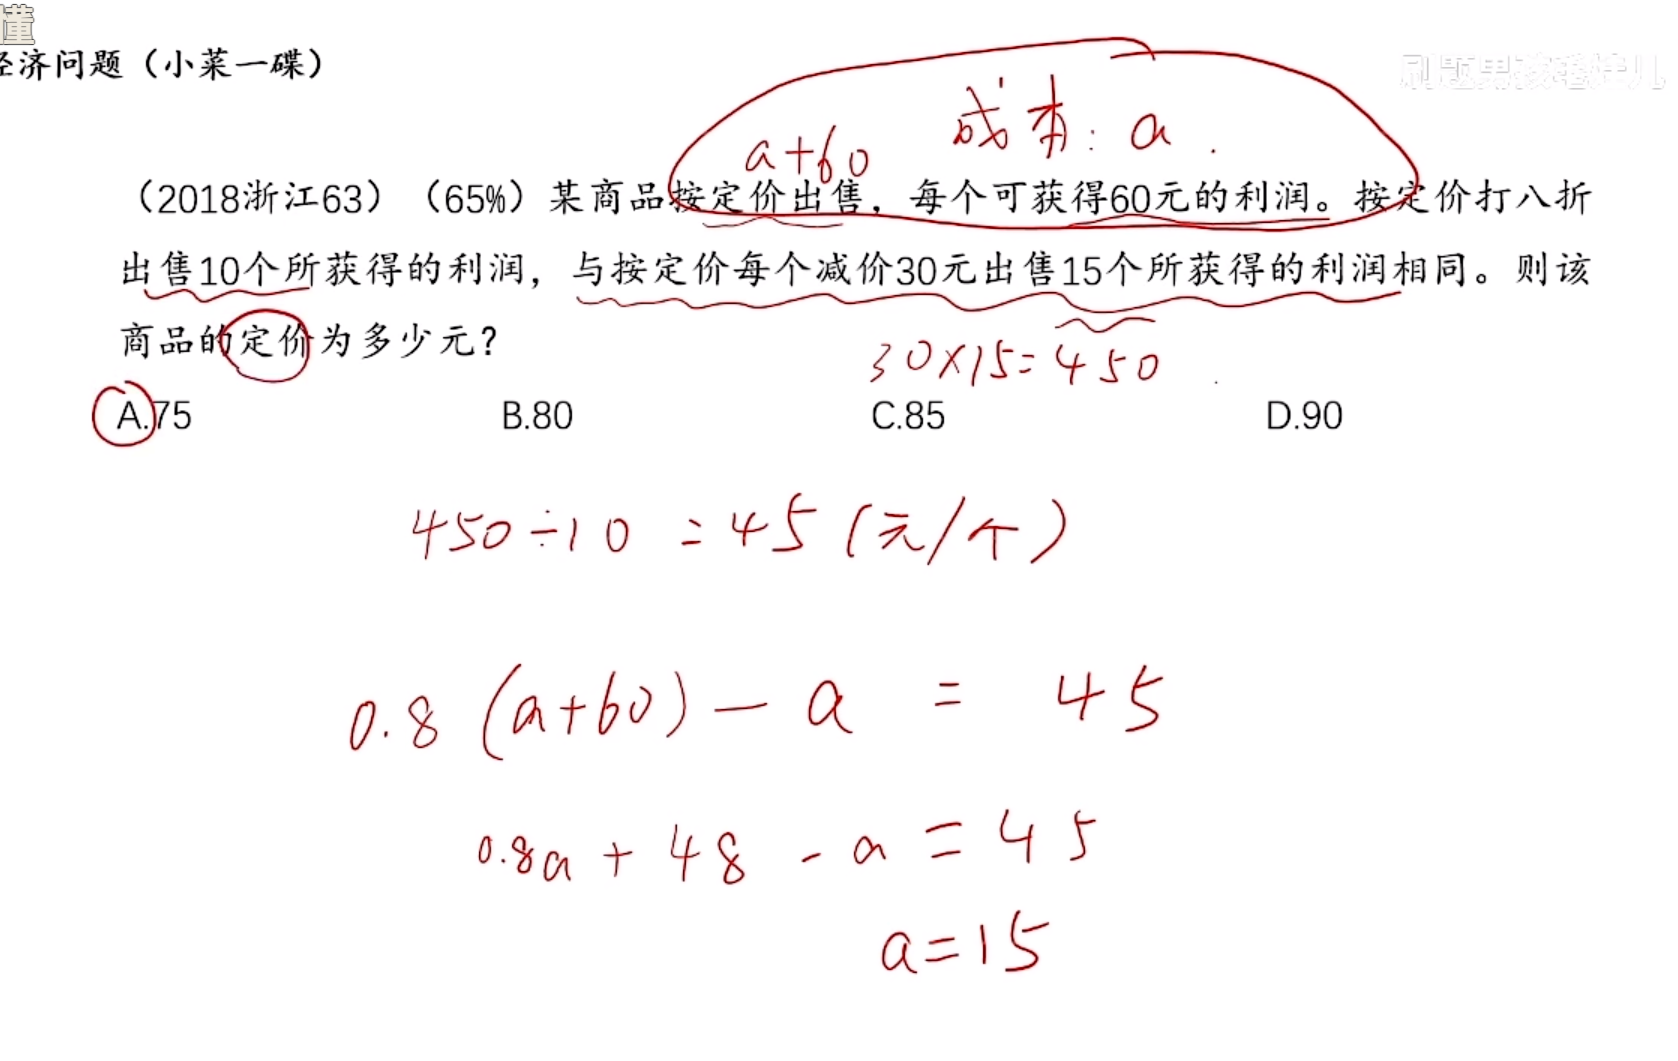 懂
经济问题（小菜一碟）
成本：a
a+60
（2018浙江63）（65%）某商品按定价出售，每个可获得60元的利润。按定价打八折
出售10个所获得的利润，与按定价每个减价30元出售15个所获得的利润相同。则该
商品的定价为多少元？
30×15=450
A.75 B.80 C.85 D.90
450÷10=45（元/个）
0.8(a+60)-a=45
0.8a+48-a=45
a=15